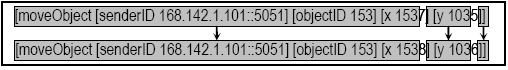 [moveObject [senderID 168.142.1.101::5051] [objectID 153] [x 1537] [y 1035]]
[moveObject [senderID 168.142.1.101::5051] [objectID 153] [x 1538] [y 1036]]